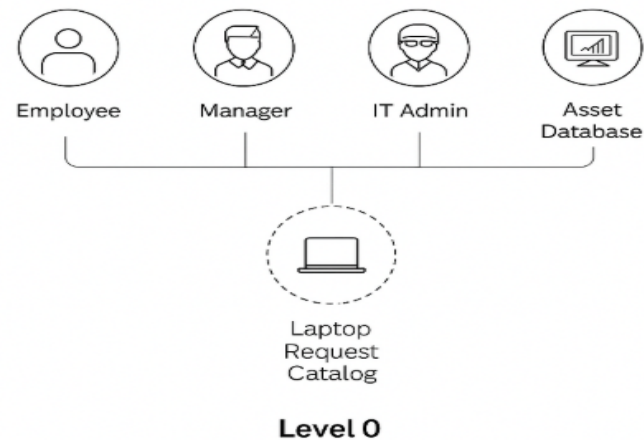 Employee
Manager
IT Admin
Asset
Database
Laptop
Request
Catalog
Level 0